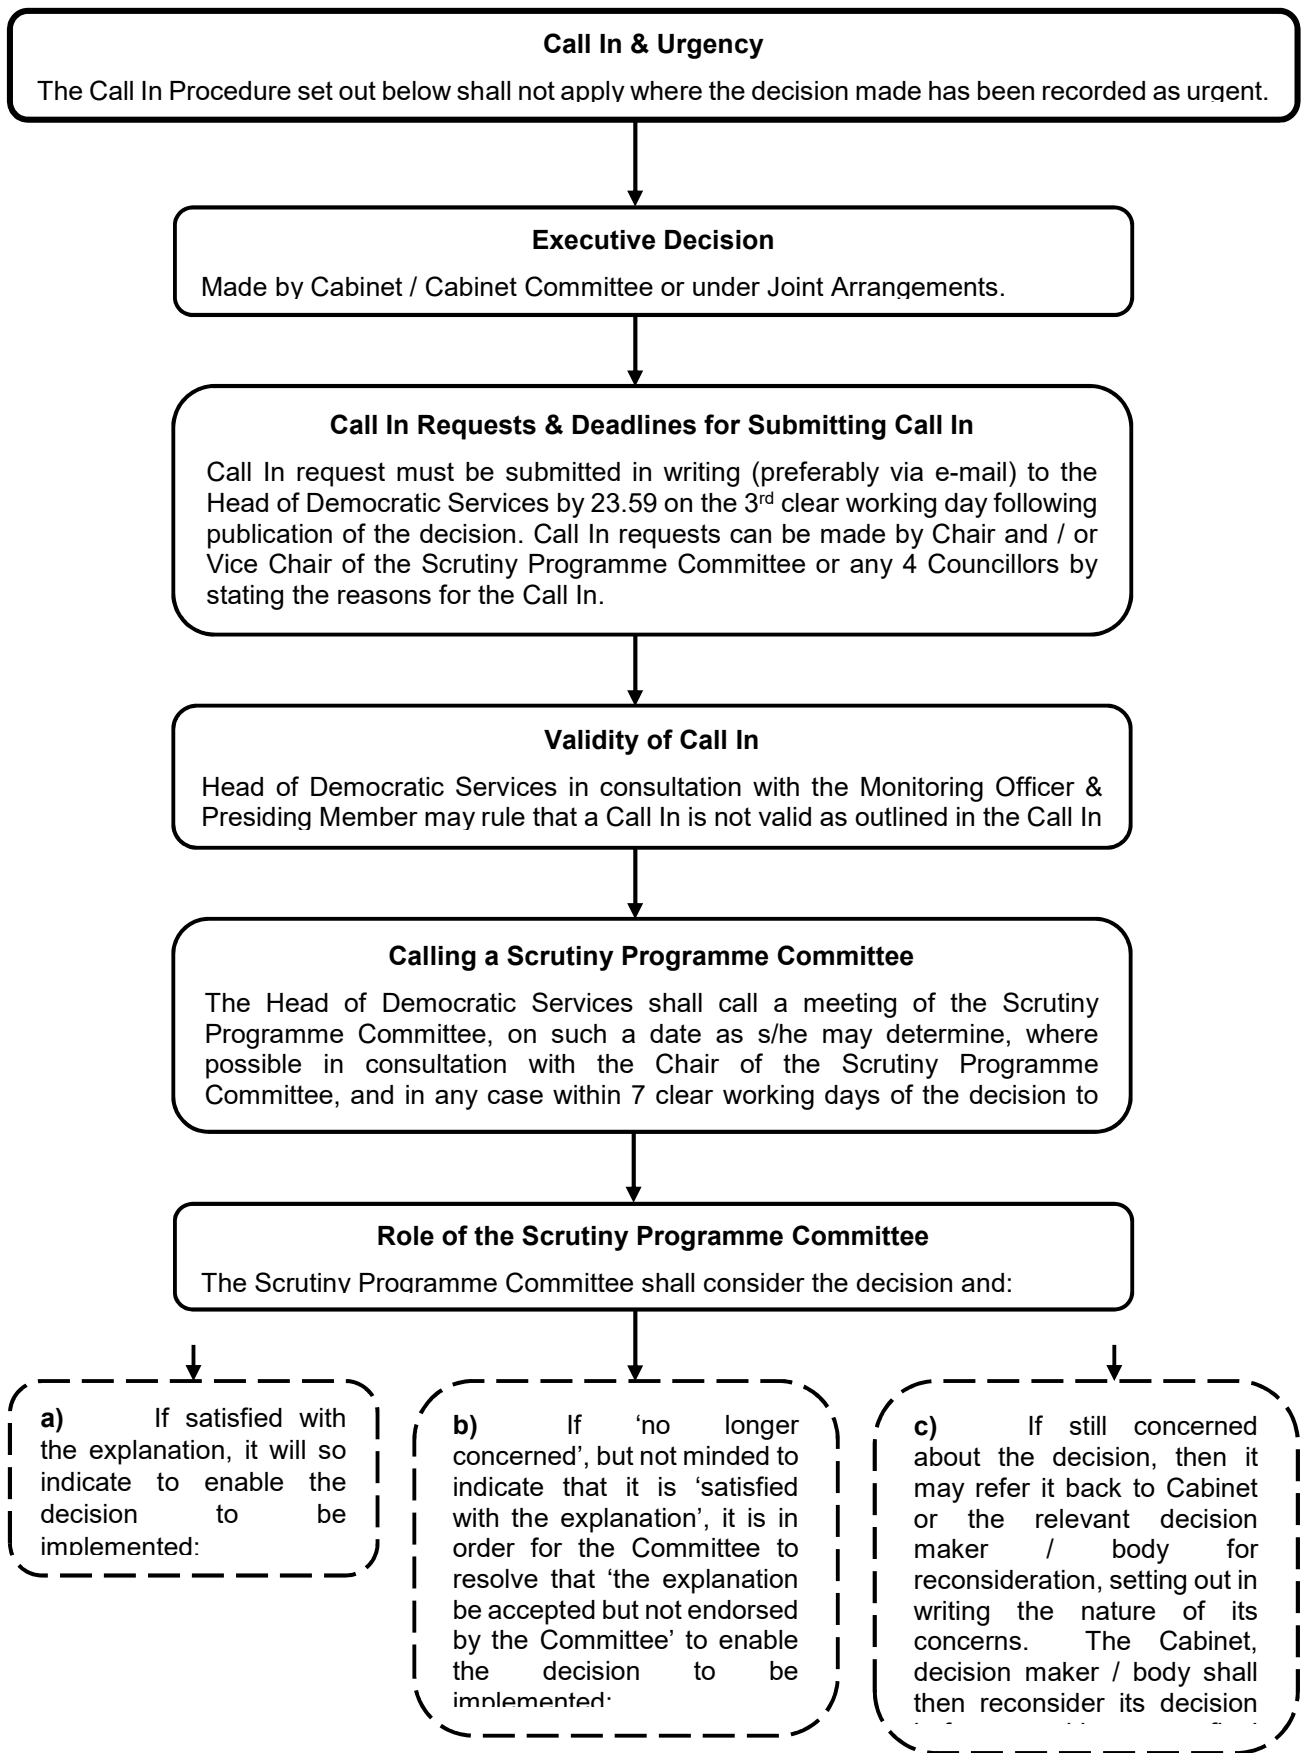 Call In & Urgency
The Call In Procedure set out below shall not apply where the decision made has been recorded as urgent.
Executive Decision
Made by Cabinet / Cabinet Committee or under Joint Arrangements.
Call In Requests & Deadlines for Submitting Call In
Call In request must be submitted in writing (preferably via e-mail) to the
Head of Democratic Services by 23.59 on the 3rd clear working day following
publication of the decision. Call In requests can be made by Chair and / or
Vice Chair of the Scrutiny Programme Committee or any 4 Councillors by
stating the reasons for the Call In.
Validity of Call In
Head of Democratic Services in consultation with the Monitoring Officer &
Presiding Member may rule that a Call In is not valid as outlined in the Call In
Calling a Scrutiny Programme Committee
The Head of Democratic Services shall call a meeting of the Scrutiny
Programme Committee, on such a date as s/he may determine, where
possible in consultation with the Chair of the Scrutiny Programme
Committee, and in any case within 7 clear working days of the decision to
Role of the Scrutiny Programme Committee
The Scrutiny Programme Committee shall consider the decision and:
a) If satisfied with
the explanation, it will so
indicate to enable the
decision to be
implemented:
b) If ‘no longer
concerned’, but not minded to
indicate that it is ‘satisfied
with the explanation’, it is in
order for the Committee to
resolve that ‘the explanation
be accepted but not endorsed
by the Committee’ to enable
the decision to be
implemented:
c) If still concerned
about the decision, then it
may refer it back to Cabinet
or the relevant decision
maker / body for
reconsideration, setting out in
writing the nature of its
concerns. The Cabinet,
decision maker / body shall
then reconsider its decision